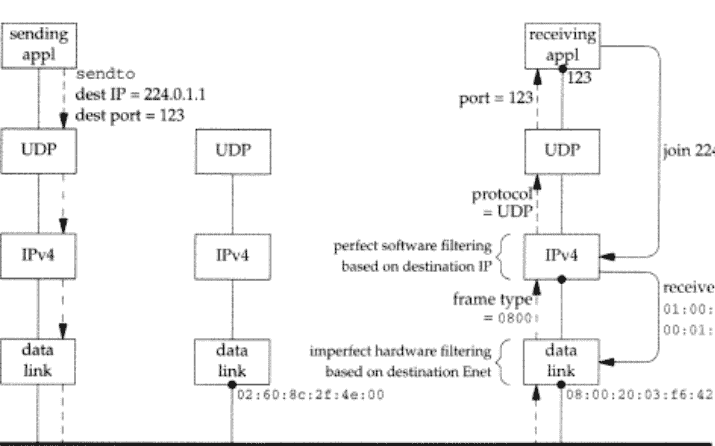 sending
appl
sendto
dest IP = 224.0.1.1
dest port = 123
UDP
IPv4
data
link
UDP
IPv4
data
link
02:60:8c:2f:4e:00
receiving
appl
123
port = 123
join 224
UDP
protocol
= UDP
perfect software filtering
based on destination IP
IPv4
receive
01:00:
00:01:
frame type
= 0800
imperfect hardware filtering
based on destination Enet
data
link
08:00:20:03:f6:42